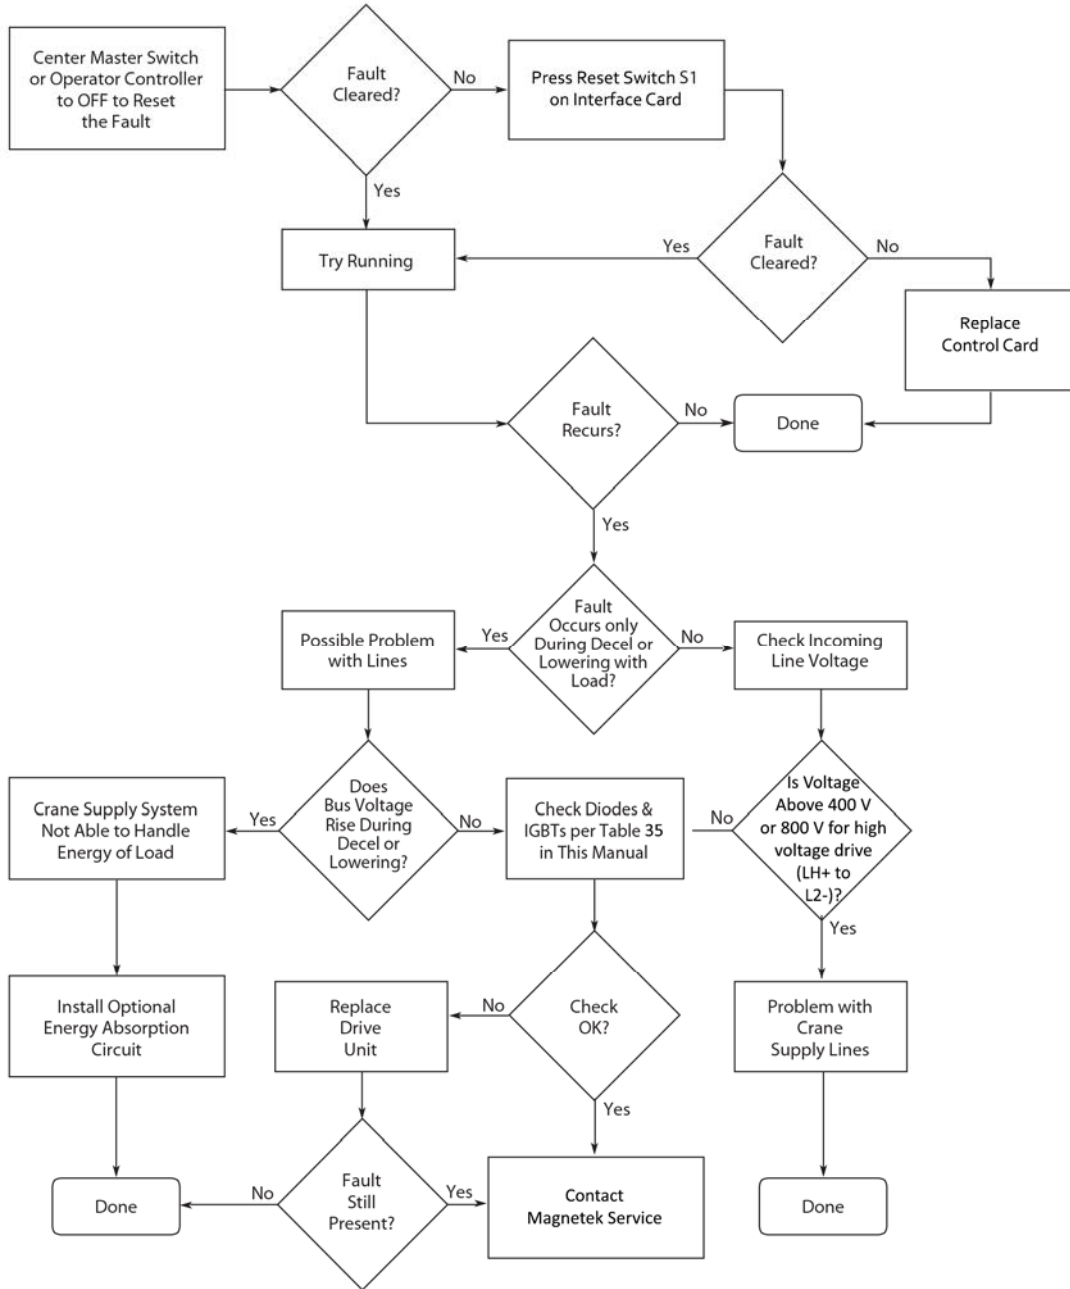 Center Master Switch
or Operator Controller
to OFF to Reset
the Fault
Fault
Cleared?
No
Press Reset Switch S1
on Interface Card
Yes
Try Running
Yes
Fault
Cleared?
No
Replace
Control Card
Fault
Recurs?
No
Done
Yes
Possible Problem
with Lines
Yes
Fault
Occurs only
During Decel or
Lowering with
Load?
No
Check Incoming
Line Voltage
Crane Supply System
Not Able to Handle
Energy of Load
Yes
Does
Bus Voltage
Rise During
Decel or
Lowering?
No
Check Diodes &
IGBTs per Table 35
in This Manual
No
Is Voltage
Above 400 V
or 800 V for high
voltage drive
(LH+ to
L2-)?
Yes
Install Optional
Energy Absorption
Circuit
Replace
Drive
Unit
No
Check
OK?
Problem with
Crane
Supply Lines
Yes
Done
No
Fault
Still
Present?
Yes
Contact
Magnetek Service
Done